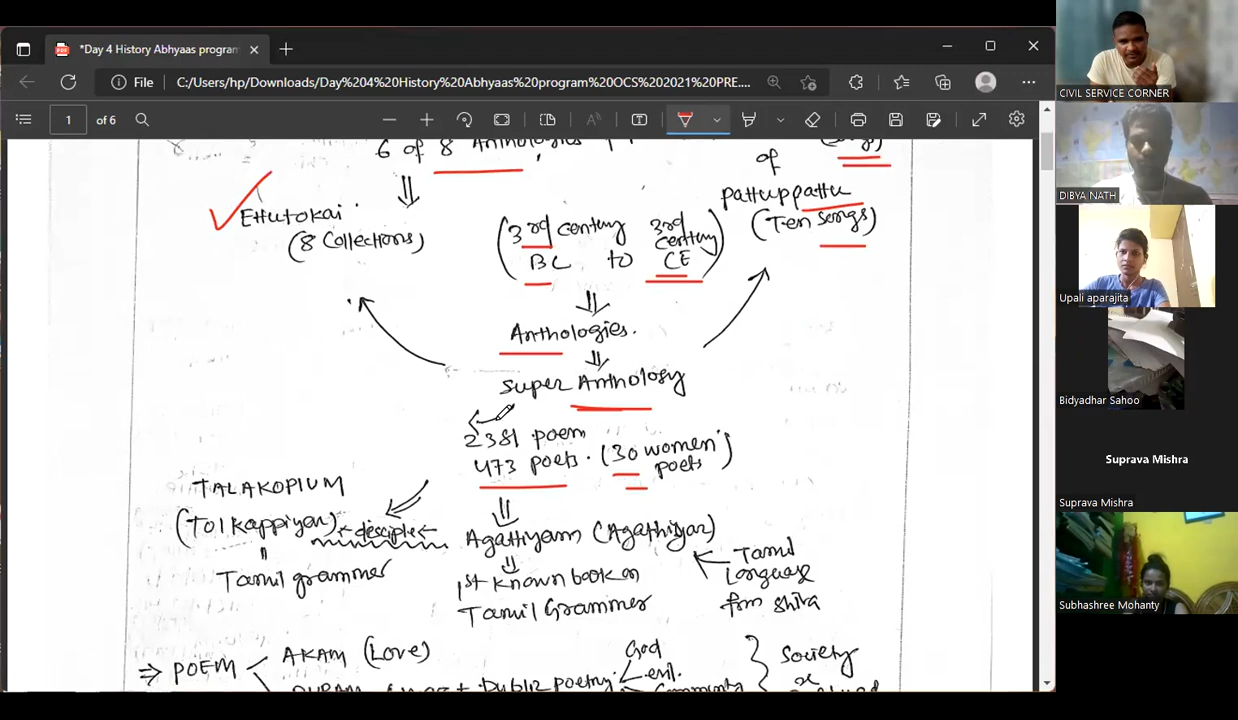 *Day 4 History Abhyaas program
File
C:/Users/hp/Downloads/Day%204%20History%20Abhyaas%20program%20OCS%202021%20PRE....
1 of 6
6 of 8 Anthologies
of
pattuppattu
(Ten songs)
Ettutokai
(8 Collections)
(3rd century BC to 3rd century CE)
Anthologies.
Super Antholosy
2381 poem
473 poets. (30 women poets)
TALAKOPIUM
(Tolkappiyan) ← desciple ←
Agattiyam (Agathiyar)
Tamil grammer
1st known book on
Tamil Grammer
Tamil
Language
from Shiva
⇒ POEM
AKAM (Love)
God
evil.
Society
CIVIL SERVICE CORNER
DIBYA NATH
Upali aparajita
Bidyadhar Sahoo
Suprava Mishra
Suprava Mishra
Subhashree Mohanty